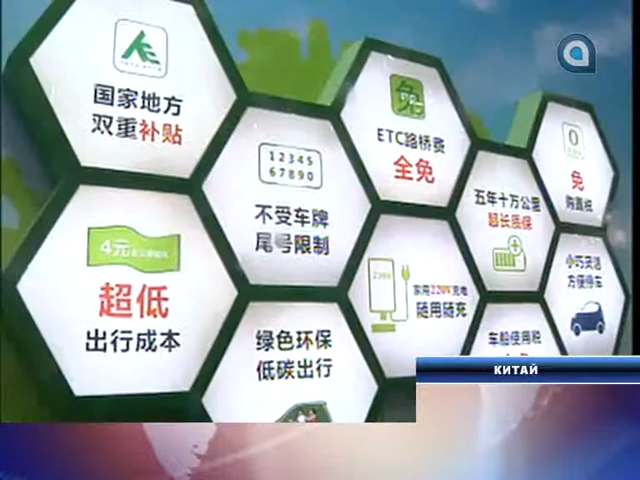 国家地方
双重补贴
免
ETC路桥费
全免
0
免
购置税
12345
67890
不受车牌
尾号限制
五年十万公里
超长质保
4元
超低
出行成本
220V
家用220V充电
随用随充
小巧灵活
方便停车
绿色环保
低碳出行
车船使用税
КИТАЙ